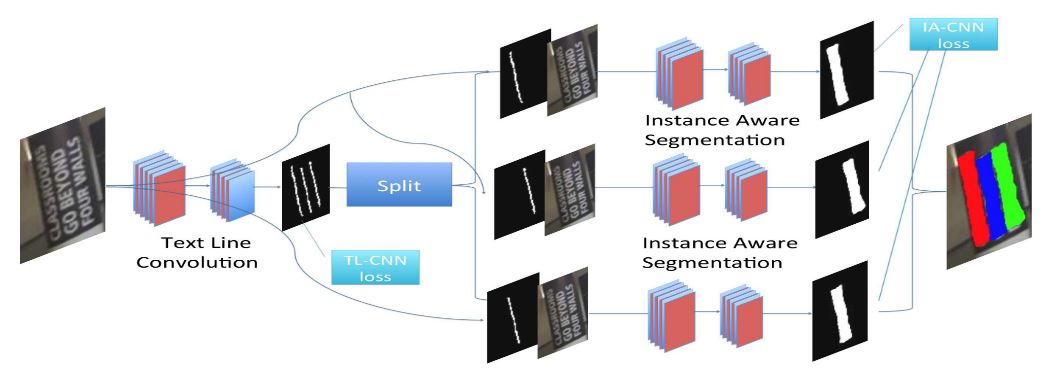 CLASSROOMS
GO BEYOND
FOUR WALLS
Text Line
Convolution
TL-CNN
loss
Split
CLASSROOMS
GO BEYOND
FOUR WALLS
Instance Aware
Segmentation
CLASSROOMS
GO BEYOND
FOUR WALLS
Instance Aware
Segmentation
CLASSROOMS
GO BEYOND
FOUR WALLS
IA-CNN
loss